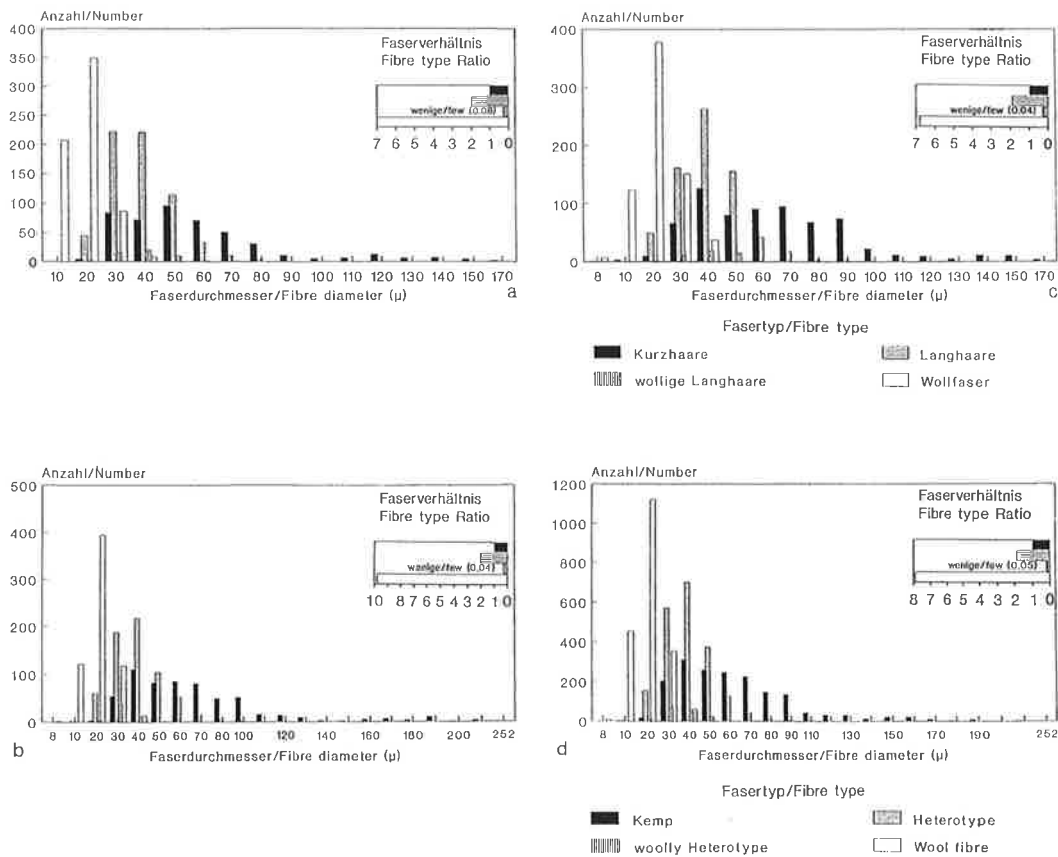 Anzahl/Number
400
350
300
250
200
150
100
50
0
Faserverhältnis
Fibre type Ratio
wenige/few (0.08)
7 6 5 4 3 2 1 0
10 20 30 40 50 60 70 80 90 100 110 120 130 140 150 170
Faserdurchmesser/Fibre diameter (µ)
a
Anzahl/Number
400
300
200
100
0
Faserverhältnis
Fibre type Ratio
wenige/few (0.04)
7 6 5 4 3 2 1 0
8 10 20 30 40 50 60 70 80 90 100 110 120 130 140 150 170
Faserdurchmesser/Fibre diameter (µ)
c
Fasertyp/Fibre type
Kurzhaare
Langhaare
wollige Langhaare
Wollfaser
Anzahl/Number
500
400
300
200
100
0
Faserverhältnis
Fibre type Ratio
wenige/few (0,04)
10 8 7 6 5 4 3 2 1 0
8 10 20 30 40 50 60 70 80 100 120 140 160 180 200 252
Faserdurchmesser/Fibre diameter (µ)
b
Anzahl/Number
1200
1000
800
600
400
200
0
Faserverhältnis
Fibre type Ratio
wenige/few (0,05)
8 7 6 5 4 3 2 1 0
8 10 20 30 40 50 60 70 90 110 130 150 170 190 252
Faserdurchmesser/Fibre diameter (µ)
d
Fasertyp/Fibre type
Kemp
Heterotype
woolly Heterotype
Wool fibre